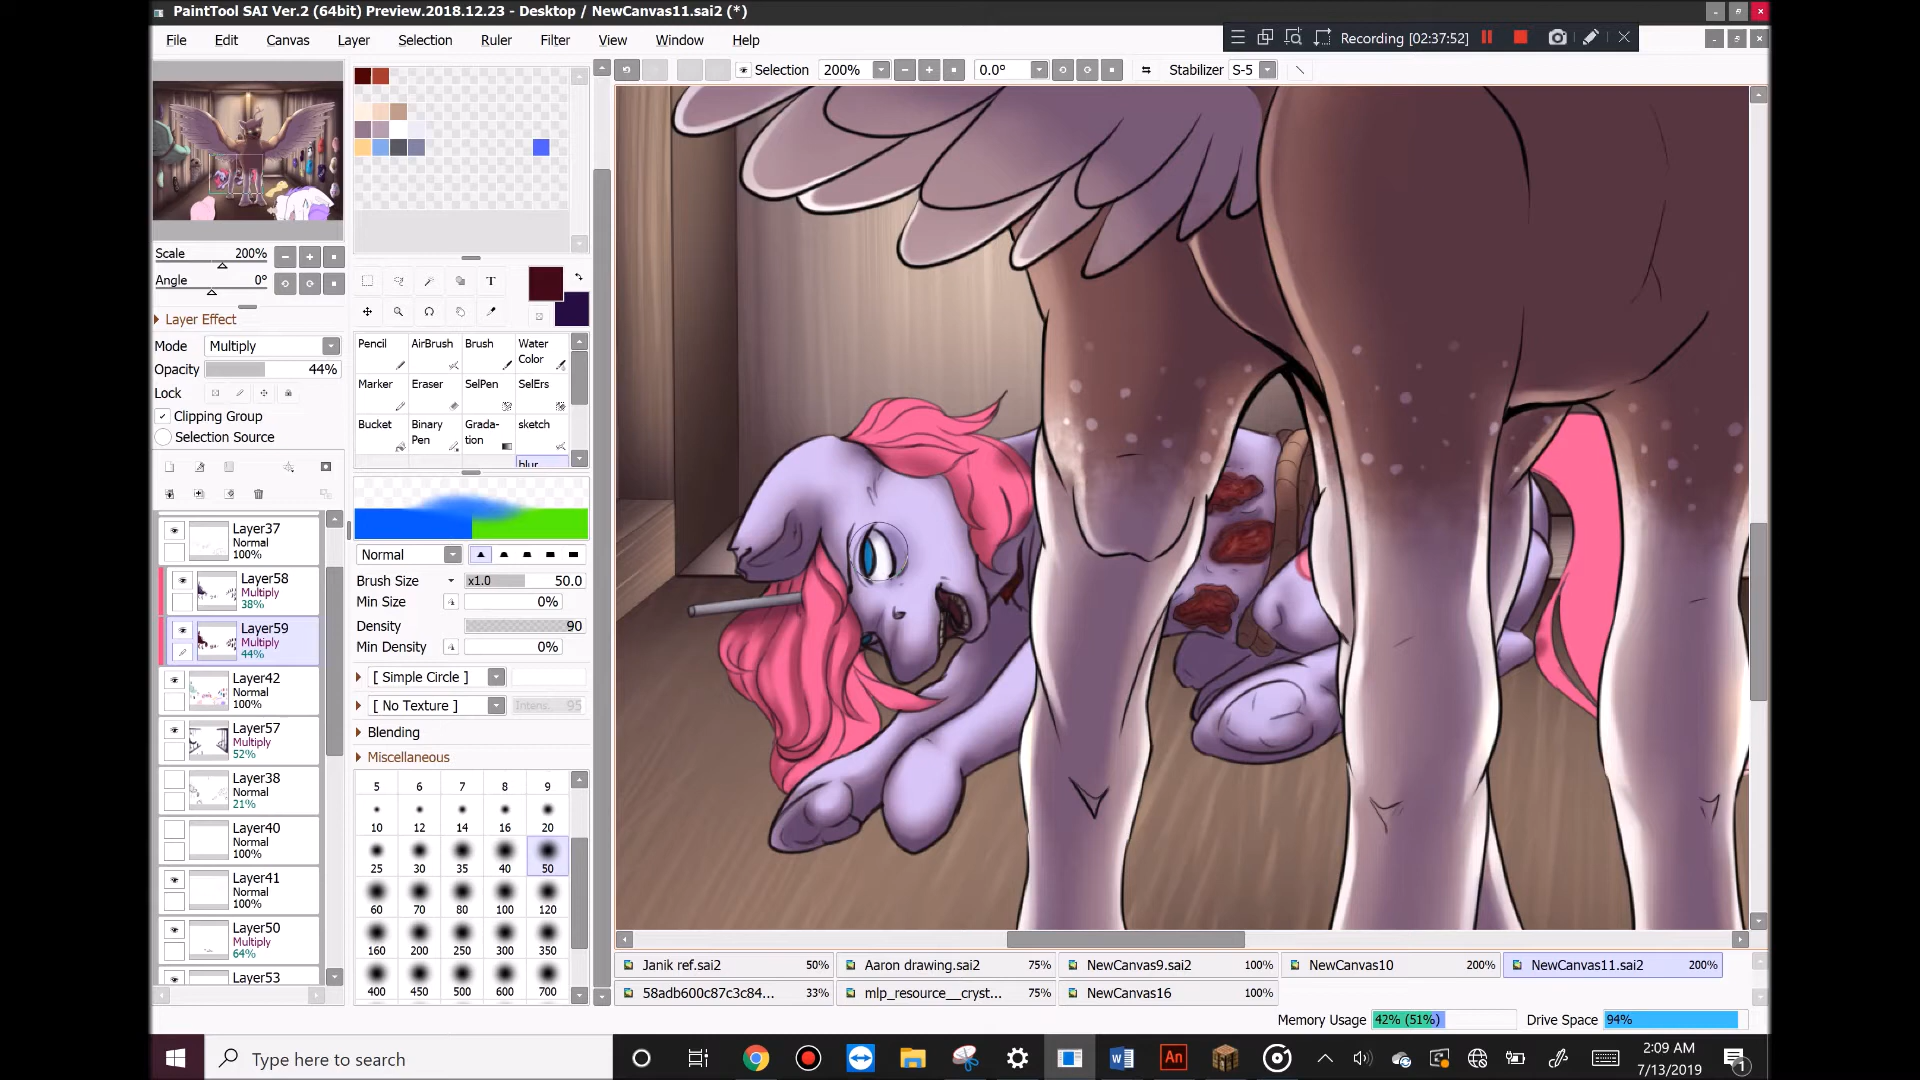 PaintTool SAI Ver.2 (64bit) Preview.2018.12.23 - Desktop / NewCanvas11.sai2 (*)
File Edit Canvas Layer Selection Ruler Filter View Window Help
Recording [02:37:52]
Selection 200% 0.0° Stabilizer S-5
Scale 200%
Angle 0°
Layer Effect
Mode Multiply
Opacity 44%
Lock
Clipping Group
Selection Source
Layer37
Normal
100%
Layer58
Multiply
38%
Layer59
Multiply
44%
Layer42
Normal
100%
Layer57
Multiply
52%
Layer38
Normal
21%
Layer40
Normal
100%
Layer41
Normal
100%
Layer50
Multiply
64%
Layer53
T
Pencil AirBrush Brush Water Color
Marker Eraser SelPen SelErs
Bucket Binary Pen Grada-tion sketch
blur
Normal
Brush Size x1.0 50.0
Min Size 0%
Density 90
Min Density 0%
[ Simple Circle ]
[ No Texture ] Intens. 95
Blending
Miscellaneous
5 6 7 8 9
10 12 14 16 20
25 30 35 40 50
60 70 80 100 120
160 200 250 300 350
400 450 500 600 700
Janik ref.sai2 50% Aaron drawing.sai2 75% NewCanvas9.sai2 100% NewCanvas10 200% NewCanvas11.sai2 200%
58adb600c87c3c84... 33% mlp_resource__cryst... 75% NewCanvas16 100%
Memory Usage 42% (51%) Drive Space 94%
Type here to search
An
2:09 AM
7/13/2019
1